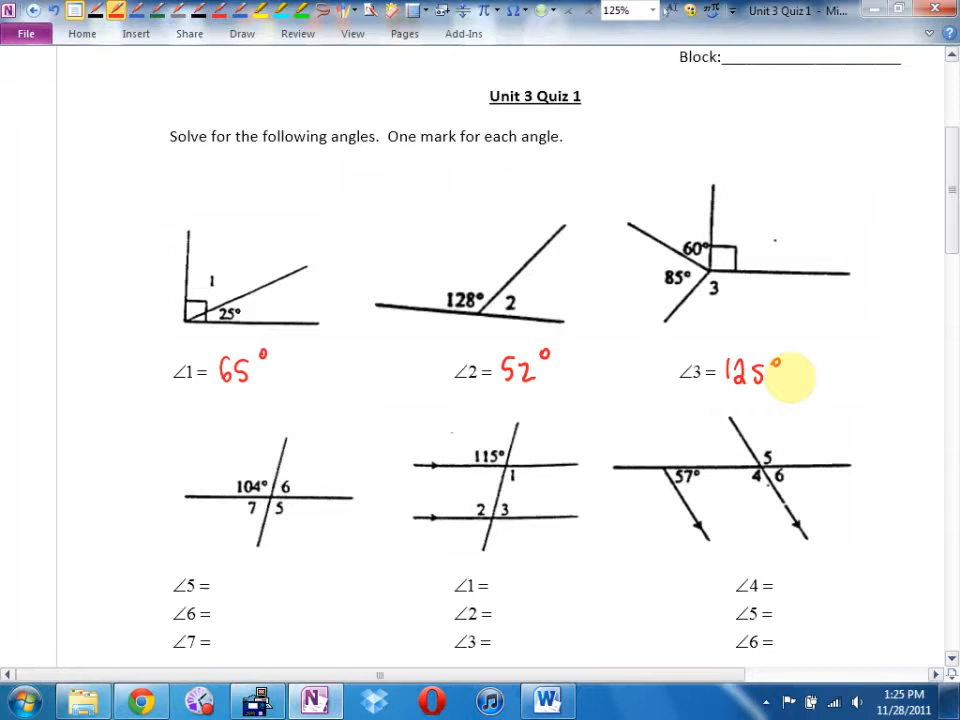 125% Unit 3 Quiz 1 - Mi...
File Home Insert Share Draw Review View Pages Add-Ins
Block:
Unit 3 Quiz 1
Solve for the following angles. One mark for each angle.
1 25°
128° 2
60° 85° 3
∠1 = 65°
∠2 = 52°
∠3 = 125°
104° 6 7 5
115° 1 2 3
57° 5 4 6
∠5 = ∠1 = ∠4 =
∠6 = ∠2 = ∠5 =
∠7 = ∠3 = ∠6 =
1:25 PM
11/28/2011